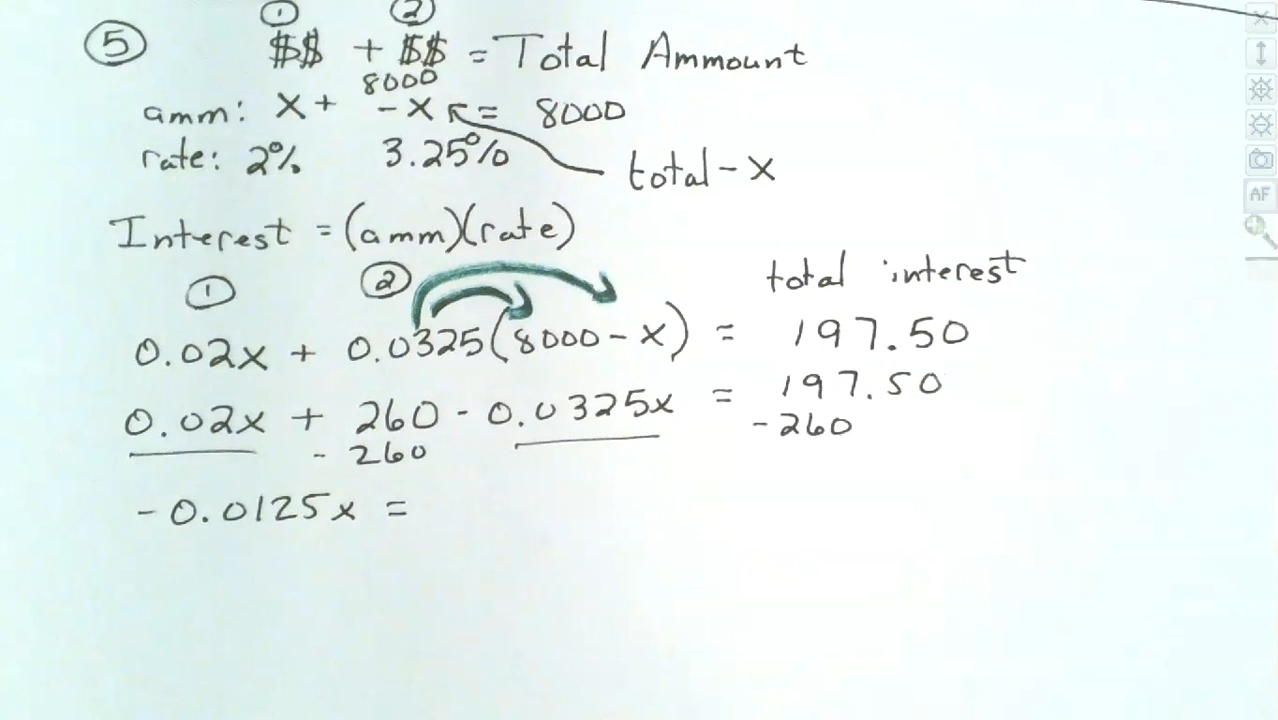 ① ②
⑤ $$ + $$ = Total Ammount
8000
amm: x + - x = 8000
rate: 2% 3.25% total - x
Interest = (amm)(rate)
① ② total interest
0.02x + 0.0325(8000 - x) = 197.50
0.02x + 260 - 0.0325x = 197.50
- 260 - 260
- 0.0125x =
AF